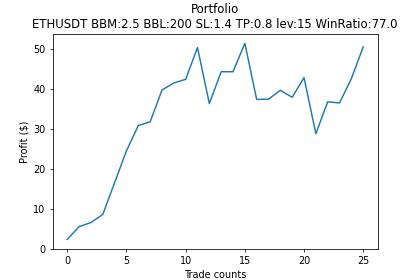 Portfolio
ETHUSDT BBM:2.5 BBL:200 SL:1.4 TP:0.8 lev:15 WinRatio:77.0
50
40
30
20
10
0
Profit ($)
0 5 10 15 20 25
Trade counts